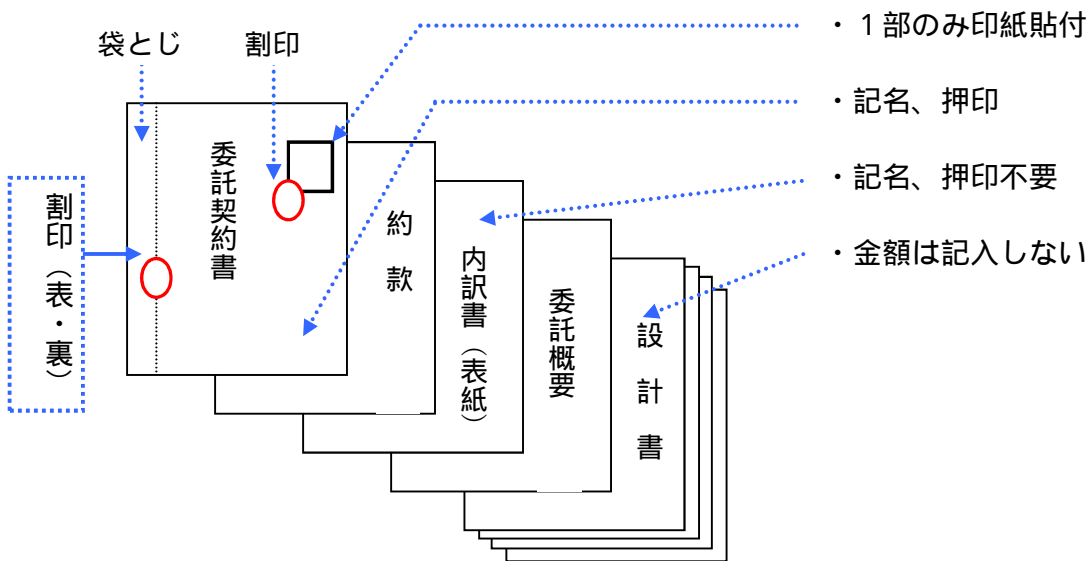 ・１部のみ印紙貼付
袋とじ
割印
・記名、押印
委託契約書
・記名、押印不要
割印（表・裏）
約款
内訳書（表紙）
・金額は記入しない
委託概要
設計書